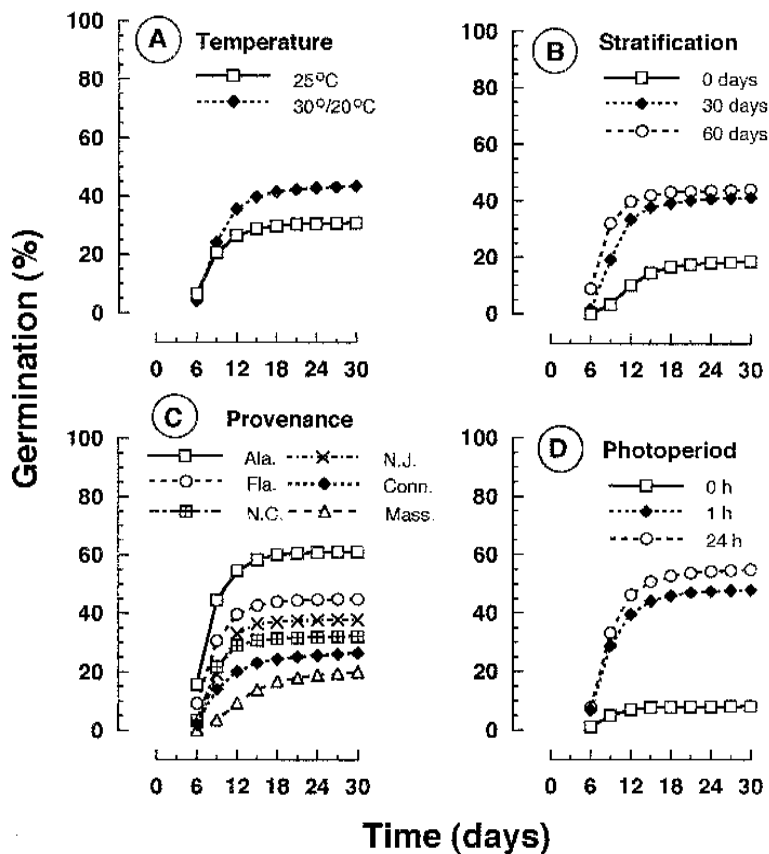 Germination (%)
A Temperature
25°C
30°/20°C
100
80
60
40
20
0
0 6 12 18 24 30
B Stratification
0 days
30 days
60 days
100
80
60
40
20
0
0 6 12 18 24 30
C Provenance
Ala. N.J.
Fla. Conn.
N.C. Mass.
100
80
60
40
20
0
0 6 12 18 24 30
D Photoperiod
0 h
1 h
24 h
100
80
60
40
20
0
0 6 12 18 24 30
Time (days)